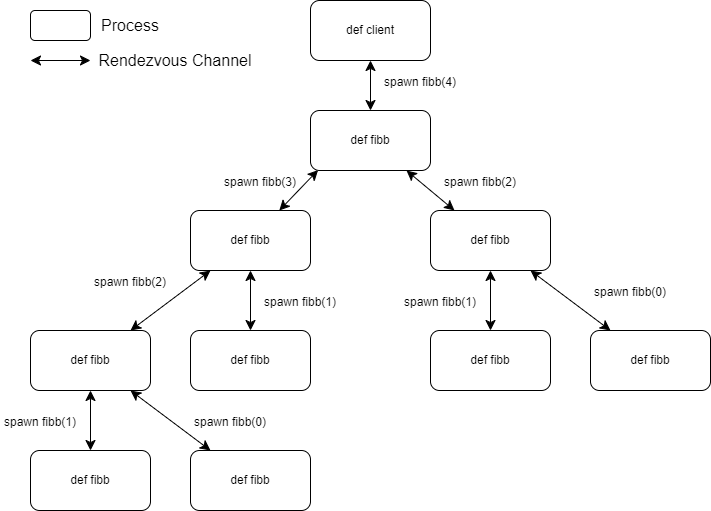 Process
def client
Rendezvous Channel
spawn fibb(4)
def fibb
spawn fibb(3)
spawn fibb(2)
def fibb
def fibb
spawn fibb(2)
spawn fibb(1)
spawn fibb(1)
spawn fibb(0)
def fibb
def fibb
def fibb
def fibb
spawn fibb(1)
spawn fibb(0)
def fibb
def fibb